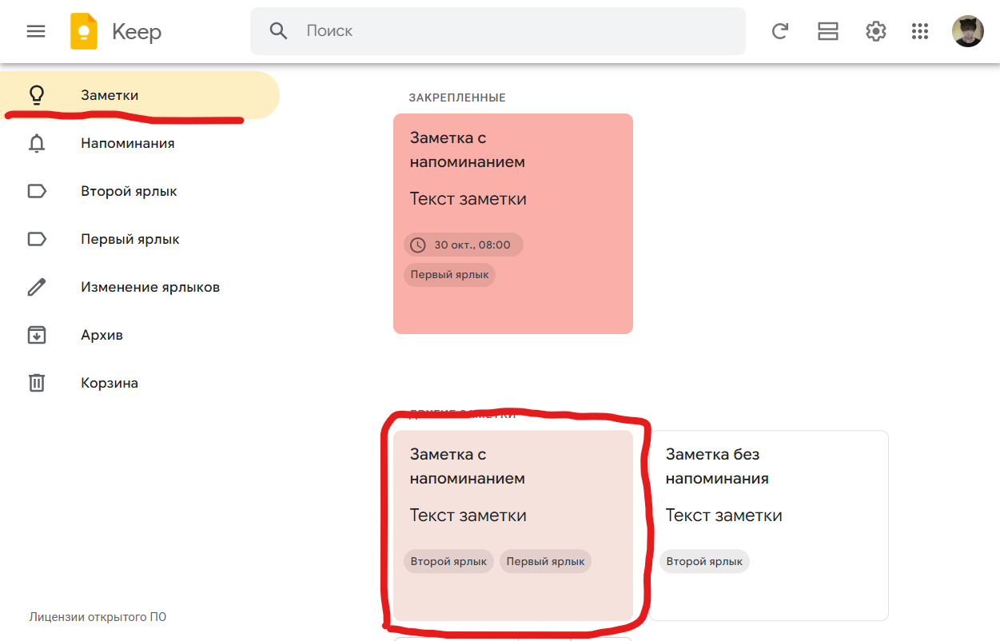 Keep
Поиск
Заметки
Напоминания
Второй ярлык
Первый ярлык
Изменение ярлыков
Архив
Корзина
Лицензии открытого ПО
ЗАКРЕПЛЕННЫЕ
Заметка с
напоминанием
Текст заметки
30 окт., 08:00
Первый ярлык
ДРУГИЕ ЗАМЕТКИ
Заметка с
напоминанием
Текст заметки
Второй ярлык Первый ярлык
Заметка без
напоминания
Текст заметки
Второй ярлык